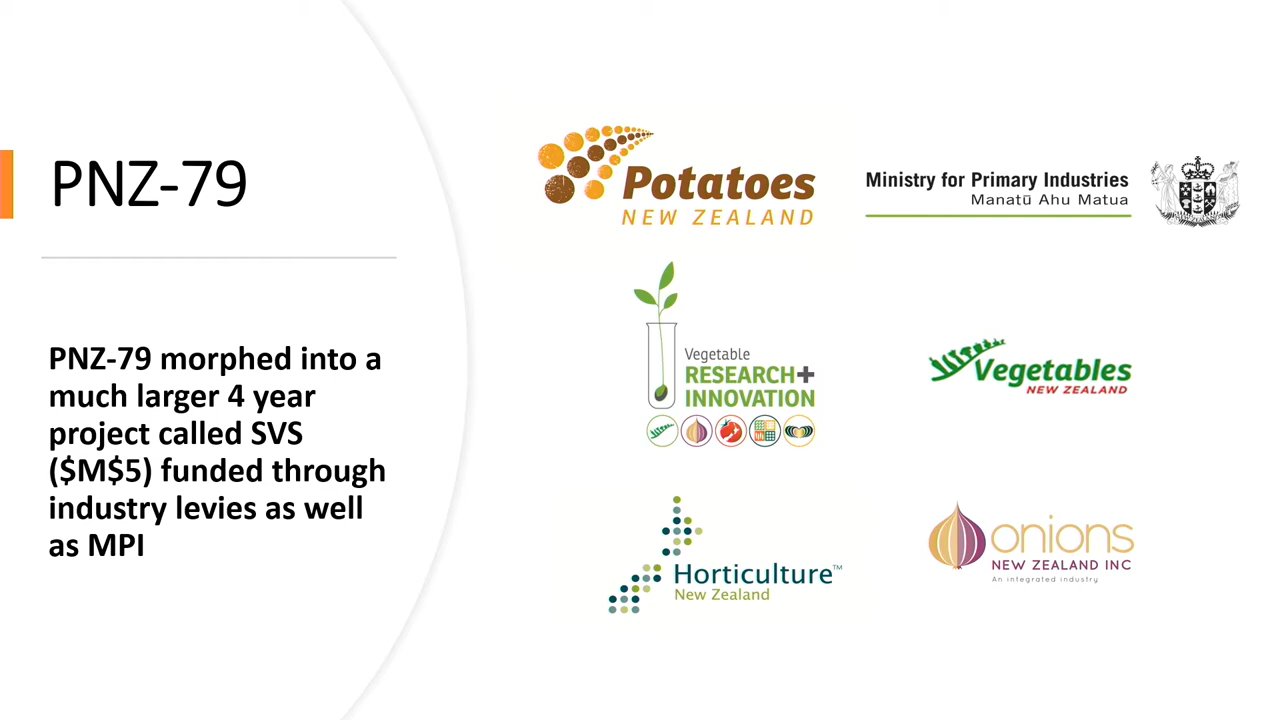 PNZ-79
PNZ-79 morphed into a
much larger 4 year
project called SVS
($M$5) funded through
industry levies as well
as MPI
Potatoes
NEW ZEALAND
Ministry for Primary Industries
Manatū Ahu Matua
Vegetable
RESEARCH+
INNOVATION
Vegetables
NEW ZEALAND
Horticulture™
New Zealand
onions
NEW ZEALAND INC
An integrated industry